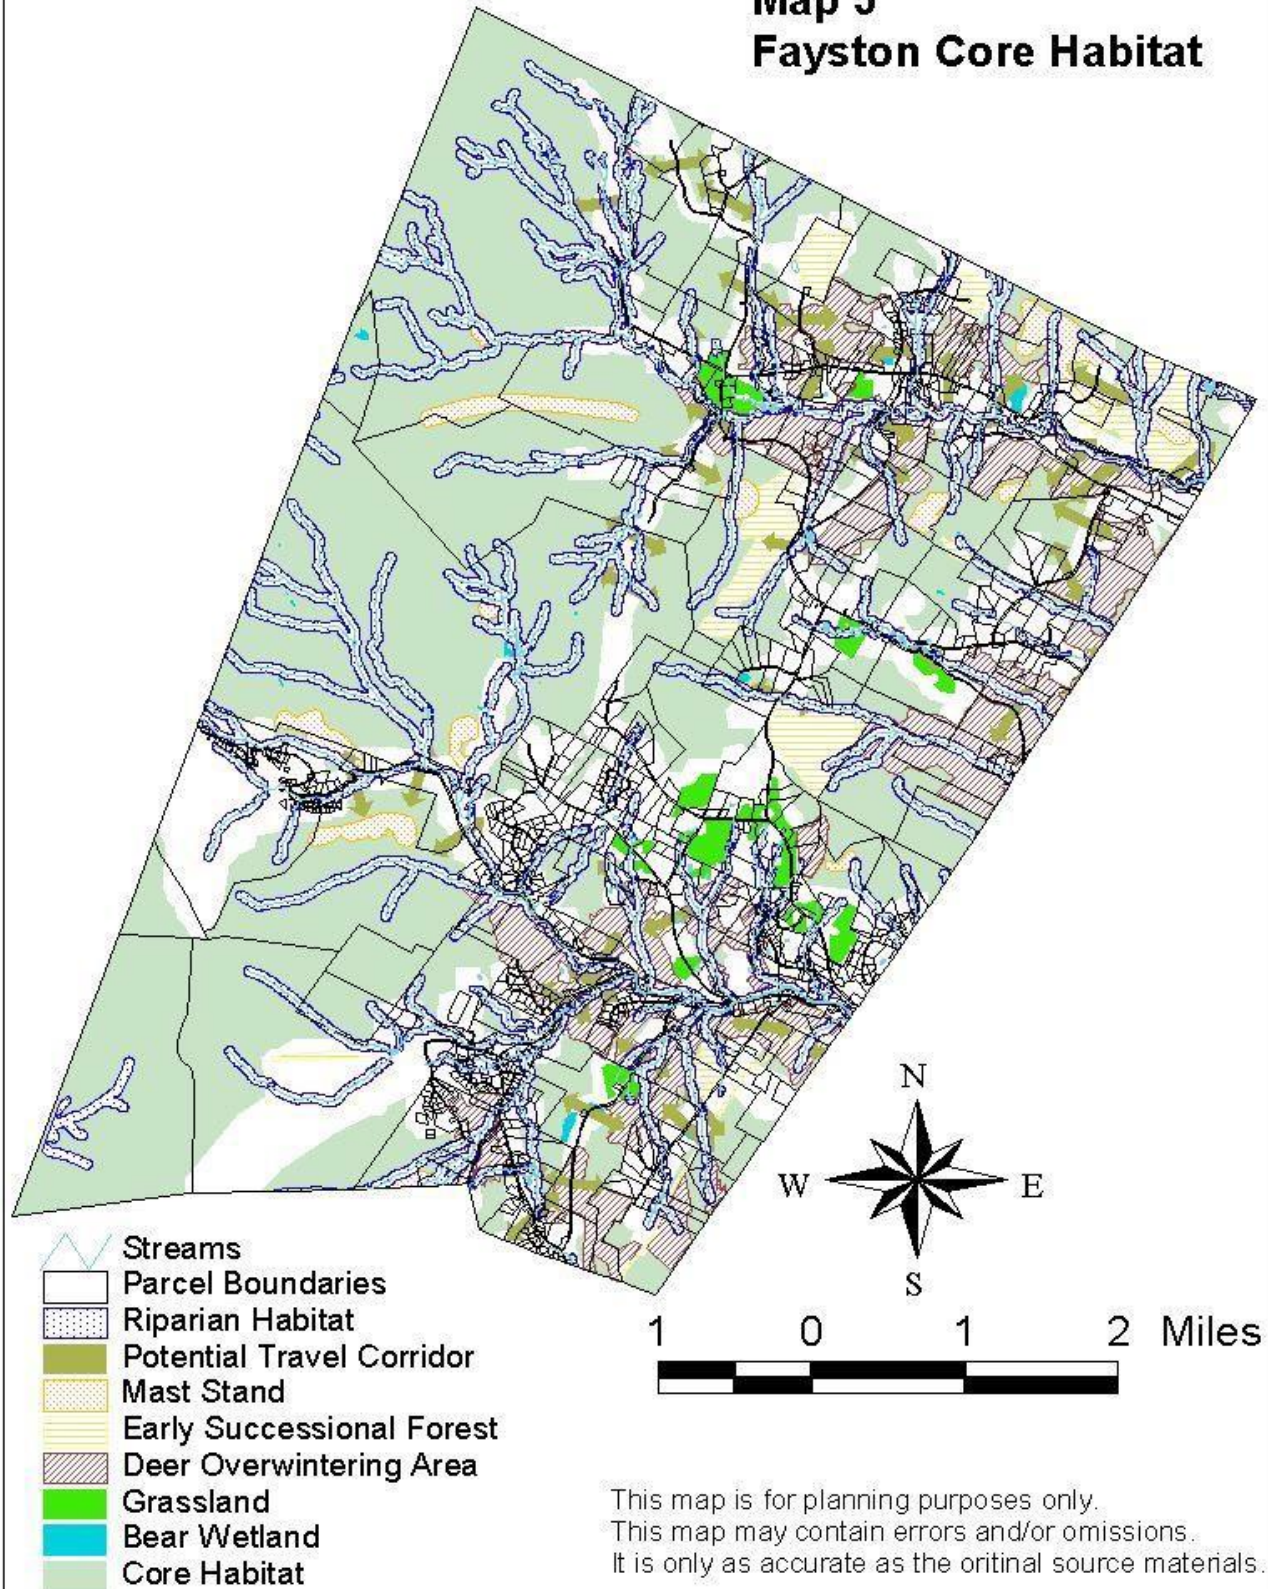 Map 5
Fayston Core Habitat
N
W
E
S
Streams
Parcel Boundaries
Riparian Habitat
Potential Travel Corridor
Mast Stand
Early Successional Forest
Deer Overwintering Area
Grassland
Bear Wetland
Core Habitat
1 0 1 2 Miles
This map is for planning purposes only.
This map may contain errors and/or omissions.
It is only as accurate as the oritinal source materials.